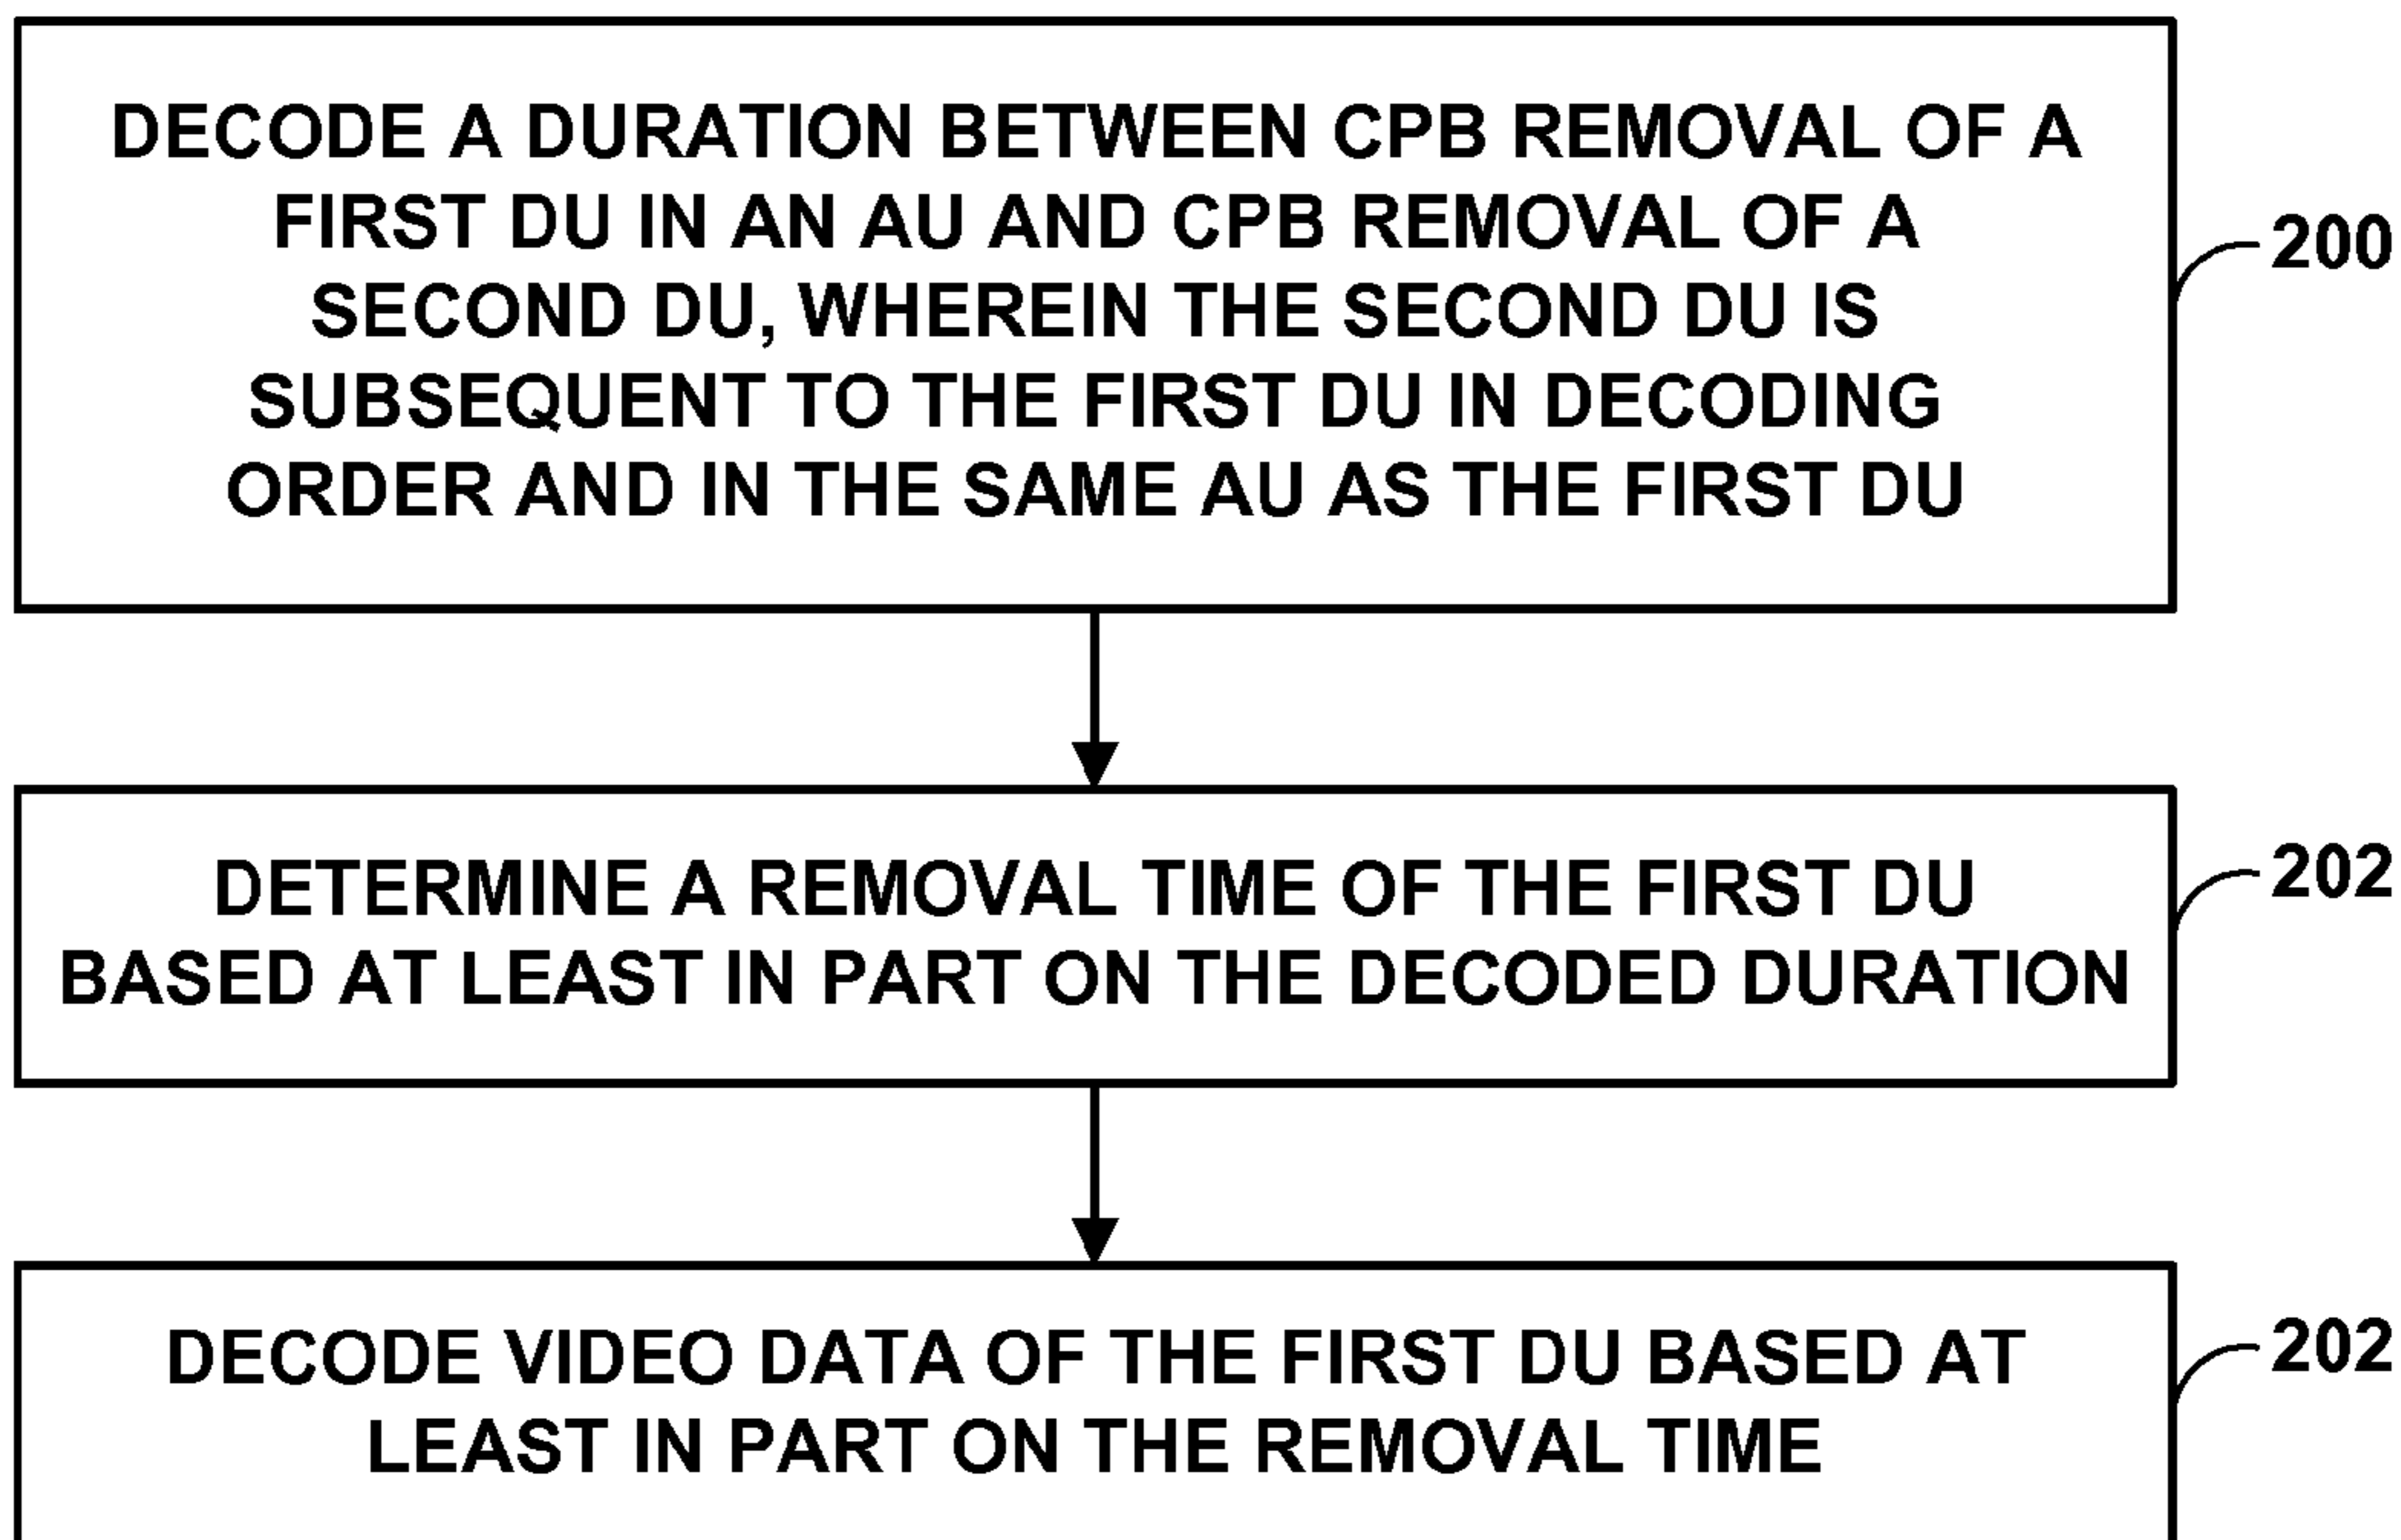 DECODE A DURATION BETWEEN CPB REMOVAL OF A
FIRST DU IN AN AU AND CPB REMOVAL OF A
SECOND DU, WHEREIN THE SECOND DU IS
SUBSEQUENT TO THE FIRST DU IN DECODING
ORDER AND IN THE SAME AU AS THE FIRST DU
200
DETERMINE A REMOVAL TIME OF THE FIRST DU
BASED AT LEAST IN PART ON THE DECODED DURATION
202
DECODE VIDEO DATA OF THE FIRST DU BASED AT
LEAST IN PART ON THE REMOVAL TIME
202